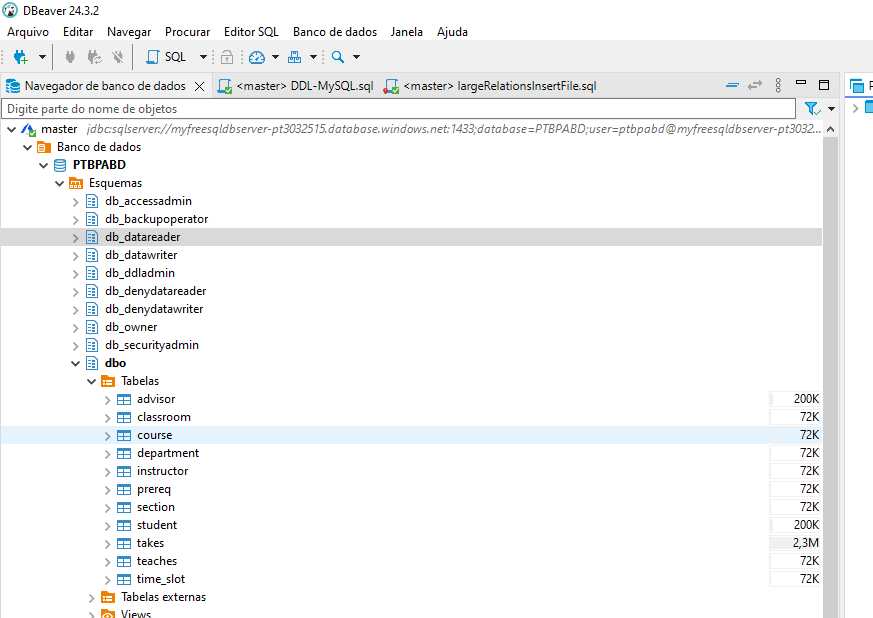 DBeaver 24.3.2
Arquivo Editar Navegar Procurar Editor SQL Banco de dados Janela Ajuda
SQL
Navegador de banco de dados <master> DDL-MySQL.sql <master> largeRelationsInsertFile.sql
Digite parte do nome de objetos
master jdbc:sqlserver://myfreesqldbserver-pt3032515.database.windows.net:1433;database=PTBPABD;user=ptbpabd@myfreesqldbserver-pt3032...
Banco de dados
PTBPABD
Esquemas
db_accessadmin
db_backupoperator
db_datareader
db_datawriter
db_ddladmin
db_denydatareader
db_denydatawriter
db_owner
db_securityadmin
dbo
Tabelas
advisor 200K
classroom 72K
course 72K
department 72K
instructor 72K
prereq 72K
section 72K
student 200K
takes 2,3M
teaches 72K
time_slot 72K
Tabelas externas
Views